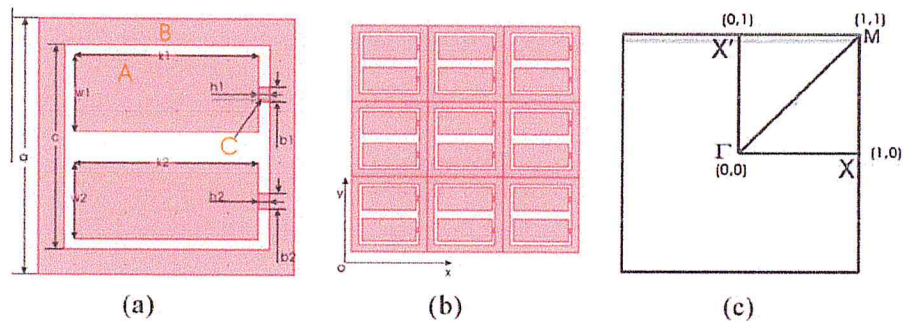 B
k1
A
w1
h1
C
b1
c
a
k2
w2
h2
b2
(a)
y
o
x
(b)
(0,1)
(1,1)
X'
M
Γ
(0,0)
X
(1,0)
(c)